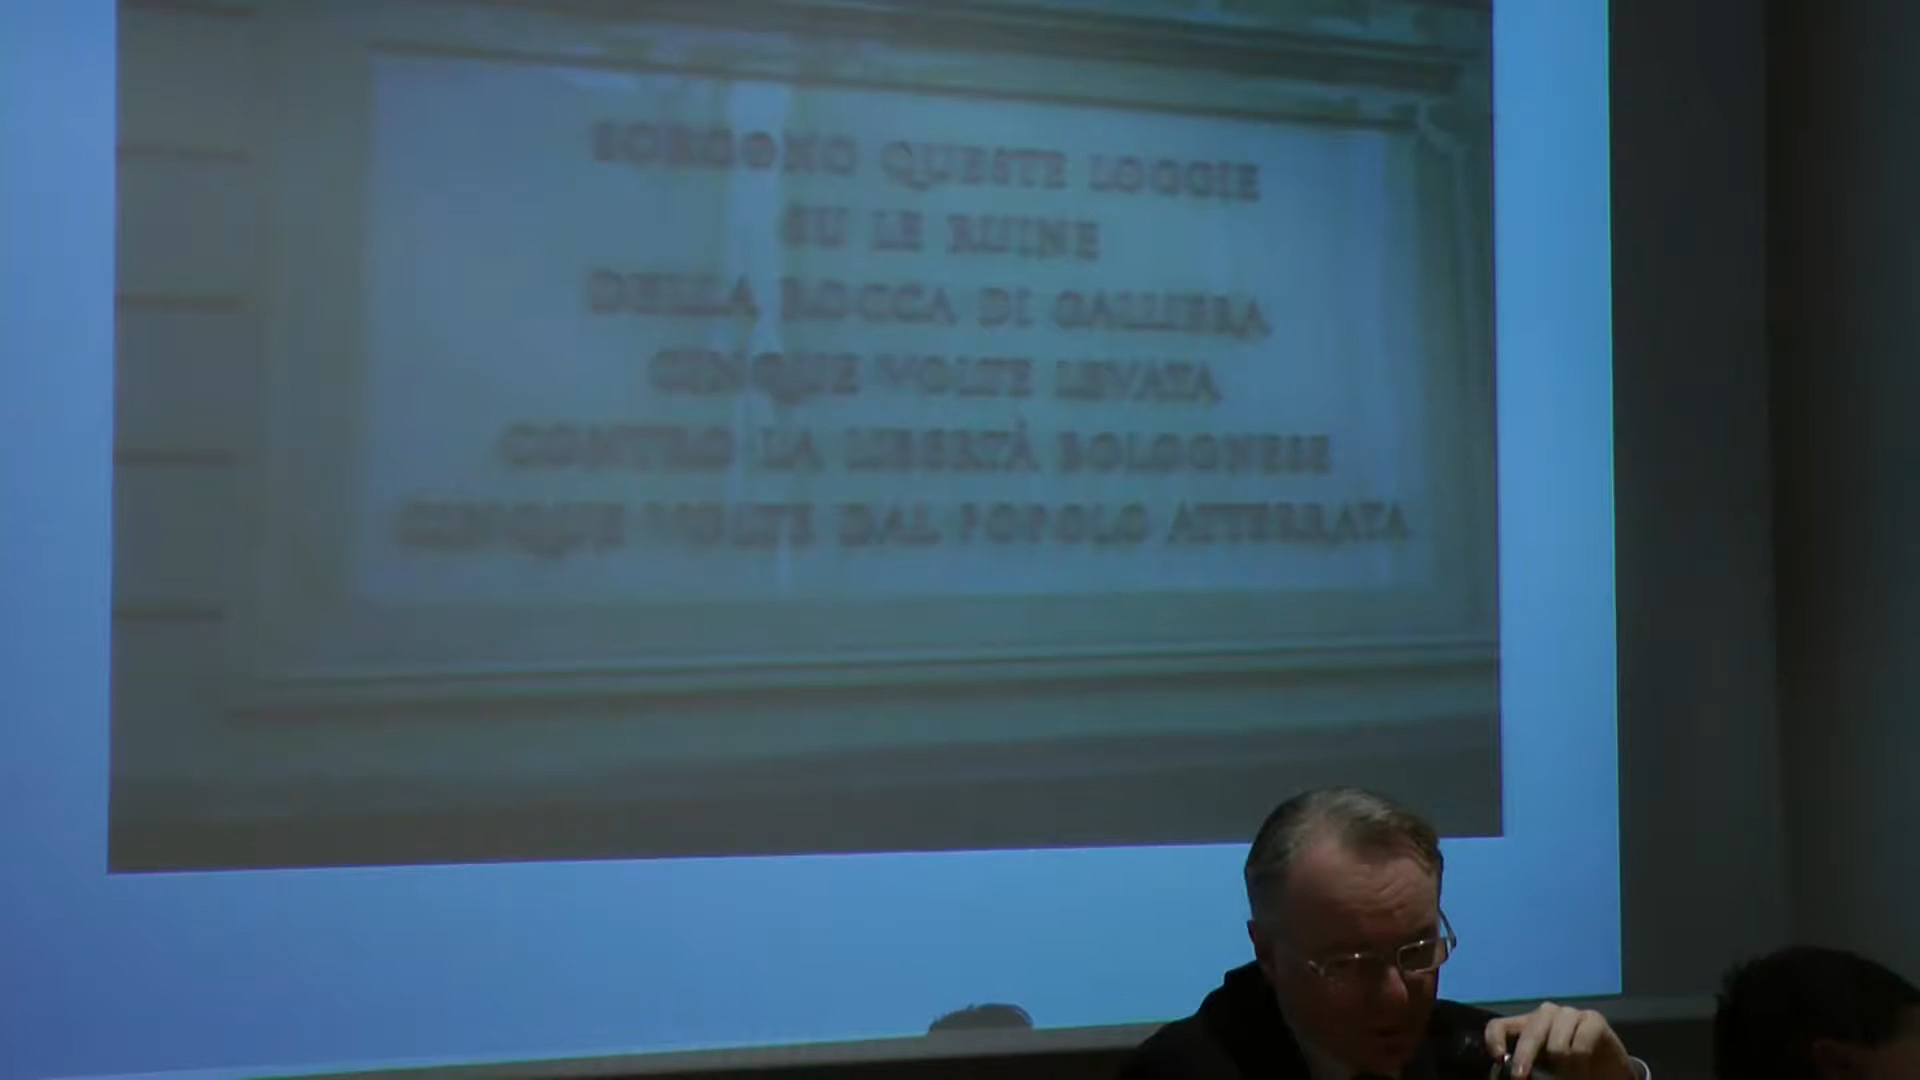 SORGONO QUESTE LOGGIE
SU LE RUINE
DELLA ROCCA DI GALLIERA
CINQUE VOLTE LEVATA
CONTRO LA LIBERTÀ BOLOGNESE
CINQUE VOLTE DAL POPOLO ATTERRATA